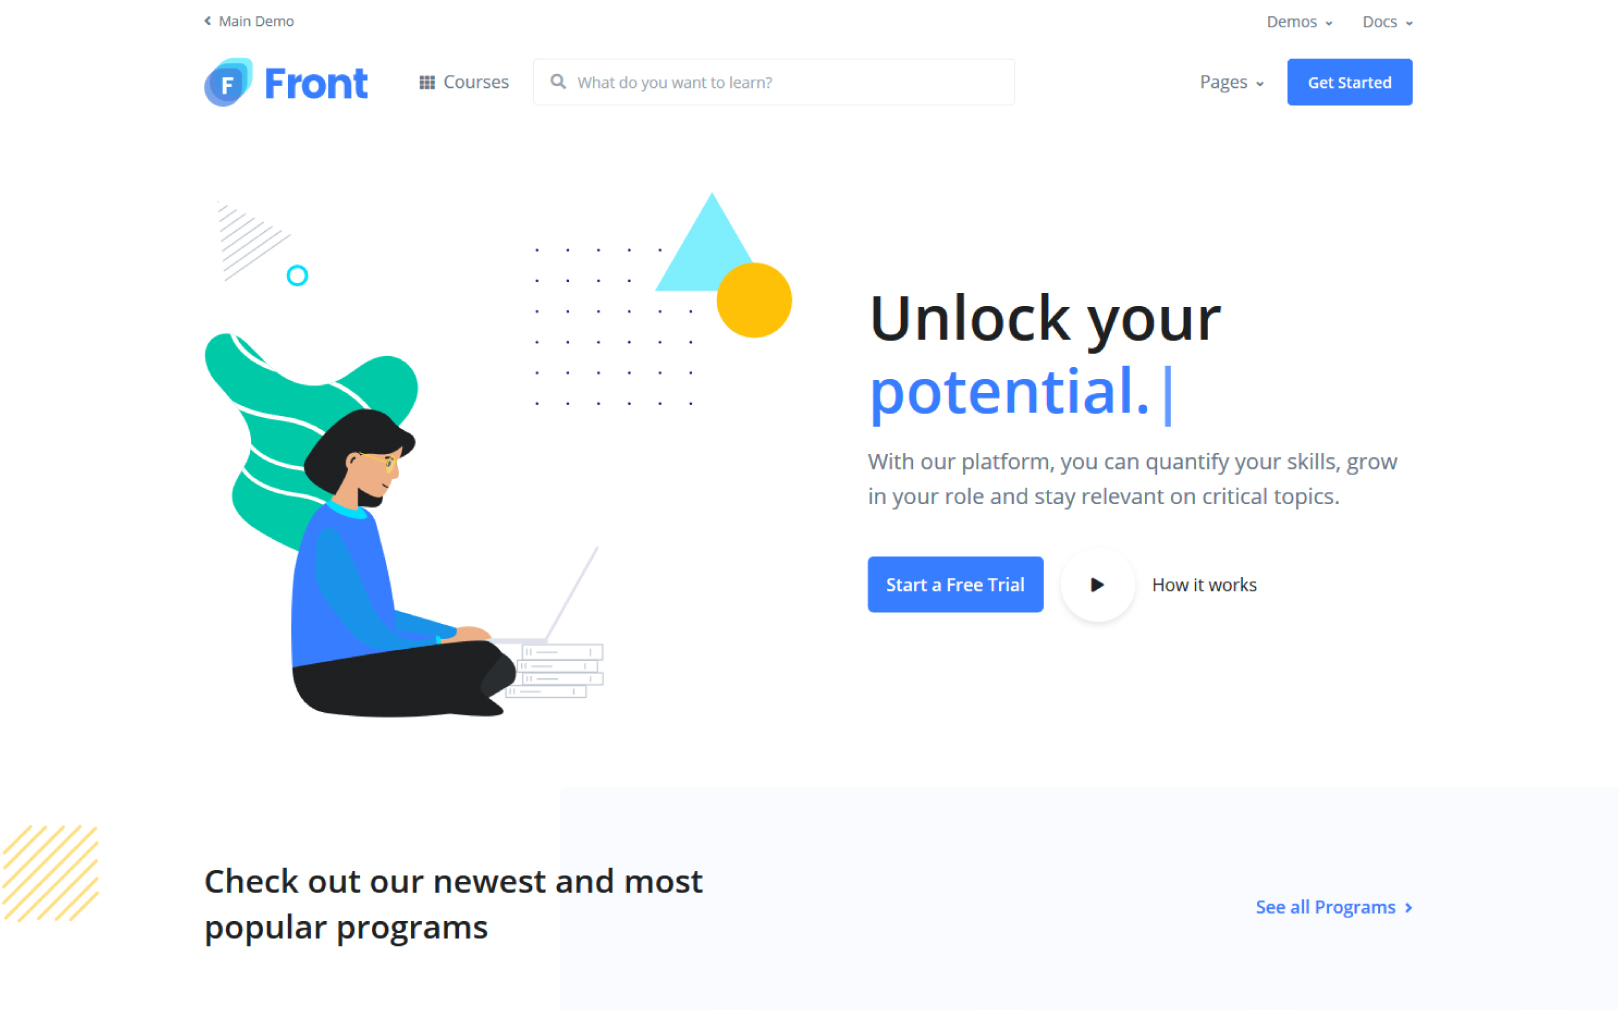 Main Demo
Demos
Docs
F
Front
Courses
What do you want to learn?
Pages
Get Started
Unlock your
potential.
With our platform, you can quantify your skills, grow
in your role and stay relevant on critical topics.
Start a Free Trial
How it works
Check out our newest and most
popular programs
See all Programs